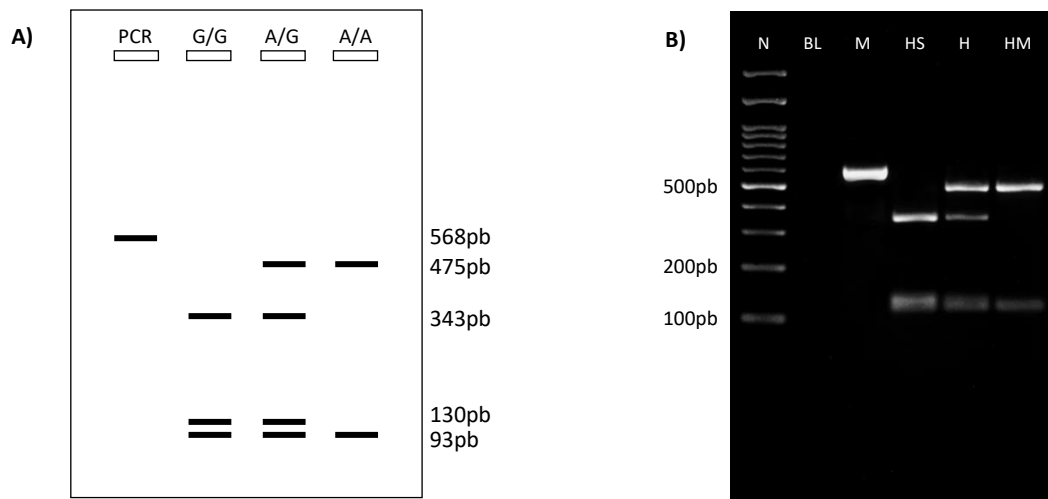 A)
PCR G/G A/G A/A
568pb
475pb
343pb
130pb
93pb
B)
N BL M HS H HM
500pb
200pb
100pb